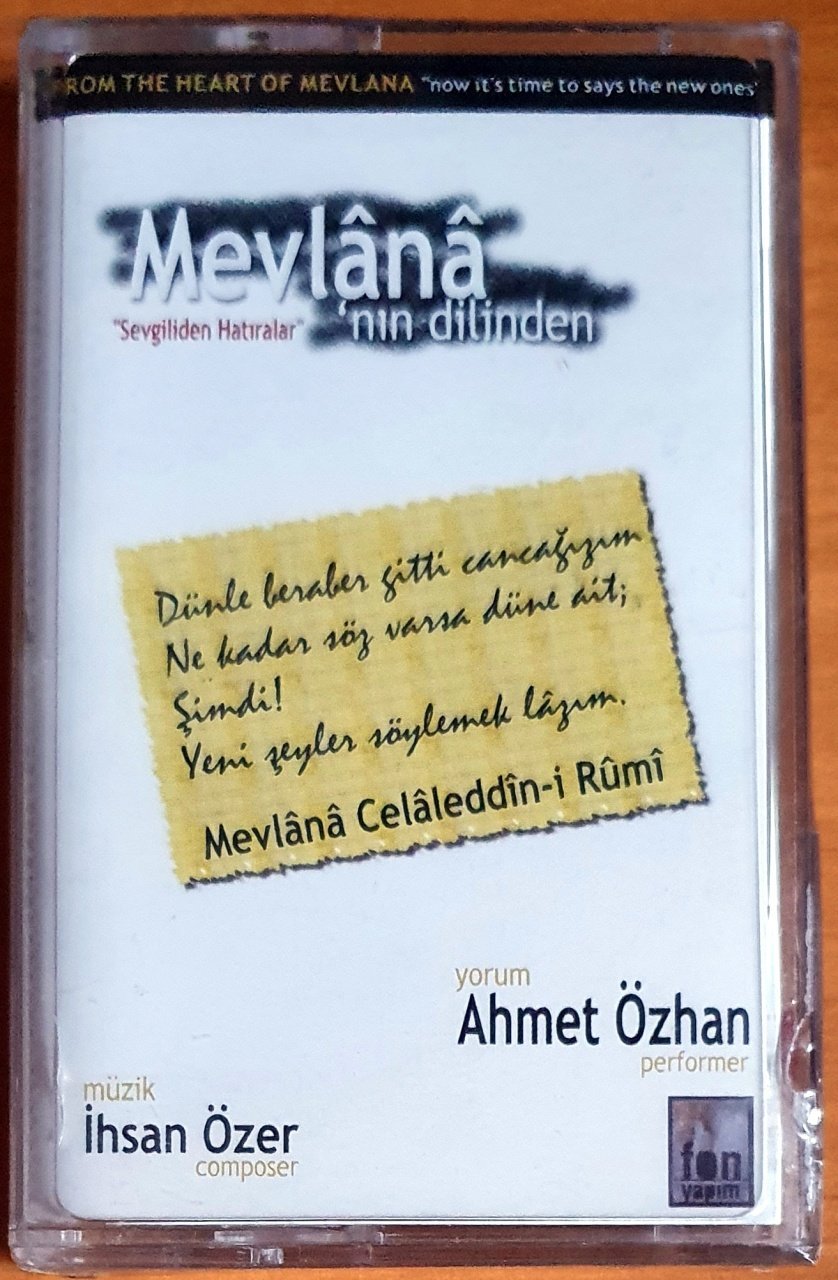 ROM THE HEART OF MEVLANA "now it's time to says the new ones"
Mevlânâ
'nın dilinden
"Sevgiliden Hatıralar"
Dünle beraber gitti cancağızım
Ne kadar söz varsa düne ait;
Şimdi!
Yeni şeyler söylemek lâzım.
Mevlânâ Celâleddîn-i Rûmî
yorum
Ahmet Özhan
performer
müzik
İhsan Özer
composer
fon
yapım